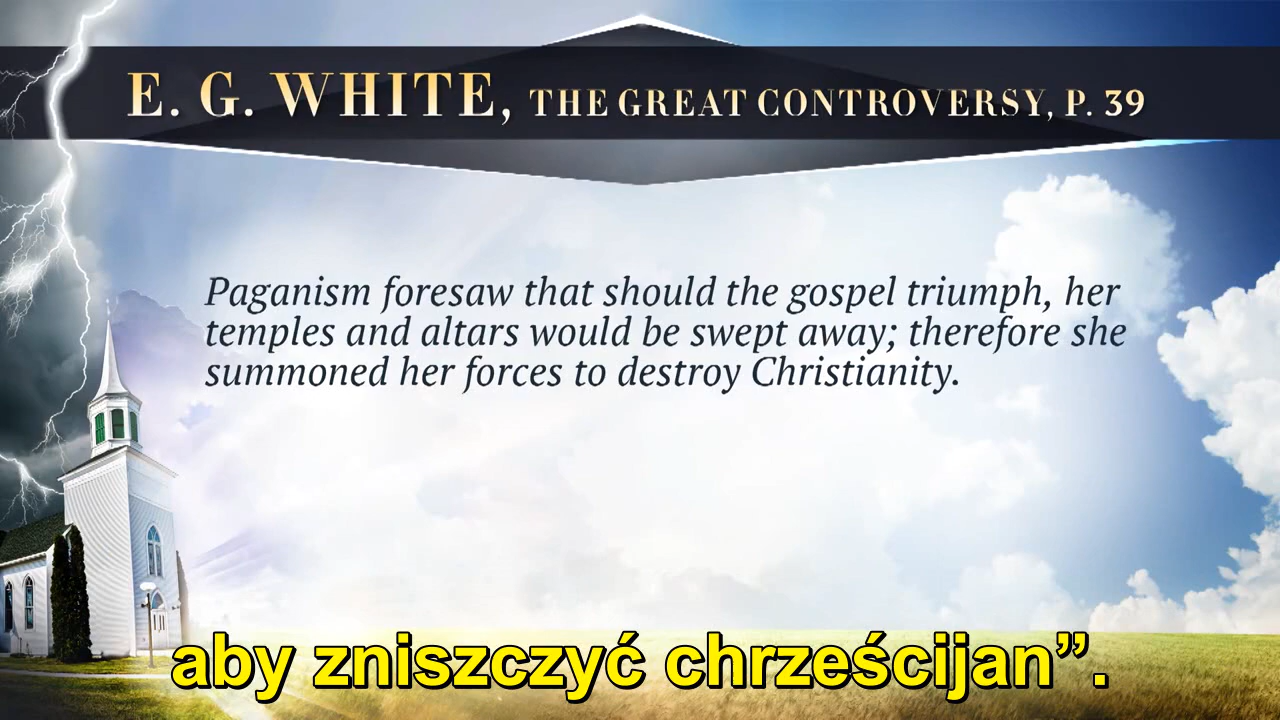 E. G. WHITE, THE GREAT CONTROVERSY, P. 39
Paganism foresaw that should the gospel triumph, her
temples and altars would be swept away; therefore she
summoned her forces to destroy Christianity.
aby zniszczyć chrześcijan”.